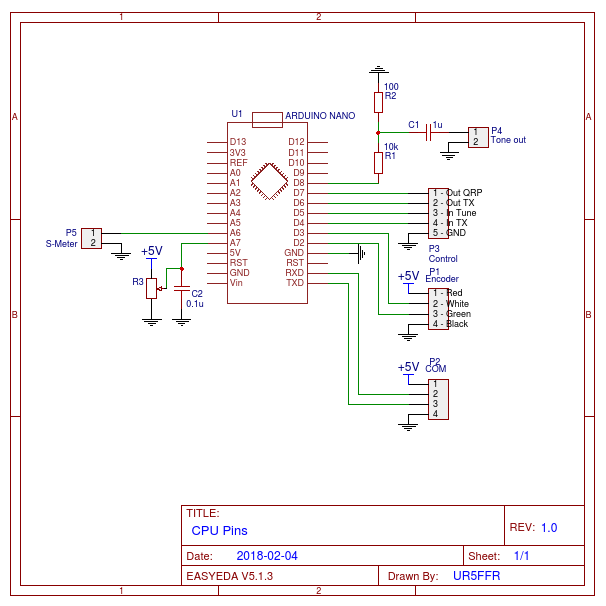 1 2
A A
100
R2
U1 ARDUINO NANO
C1 1u
1 P4
2 Tone out
10k
R1
D13 D12
3V3 D11
REF D10
A0 D9
A1 D8
A2 D7 1 - Out QRP
A3 D6 2 - Out TX
A4 D5 3 - In Tune
A5 D4 4 - In TX
P5 1 A6 D3 5 - GND
S-Meter 2 A7 D2
P3
Control
+5V 5V GND
RST RST
GND RXD
Vin TXD
R3
C2
0.1u
P1
Encoder
+5V
1 - Red
2 - White
3 - Green
4 - Black
B B
P2
COM
+5V
1
2
3
4
TITLE:
CPU Pins
REV: 1.0
Date: 2018-02-04 Sheet: 1/1
EASYEDA V5.1.3 Drawn By: UR5FFR
1 2